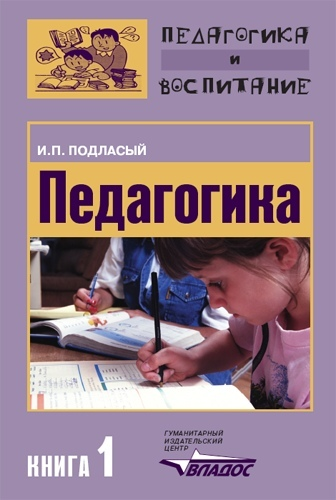 ПЕДАГОГИКА
И
ВОСПИТАНИЕ
И.П. ПОДЛАСЫЙ
Педагогика
КНИГА 1
ГУМАНИТАРНЫЙ
ИЗДАТЕЛЬСКИЙ
ЦЕНТР
ВЛАДОС